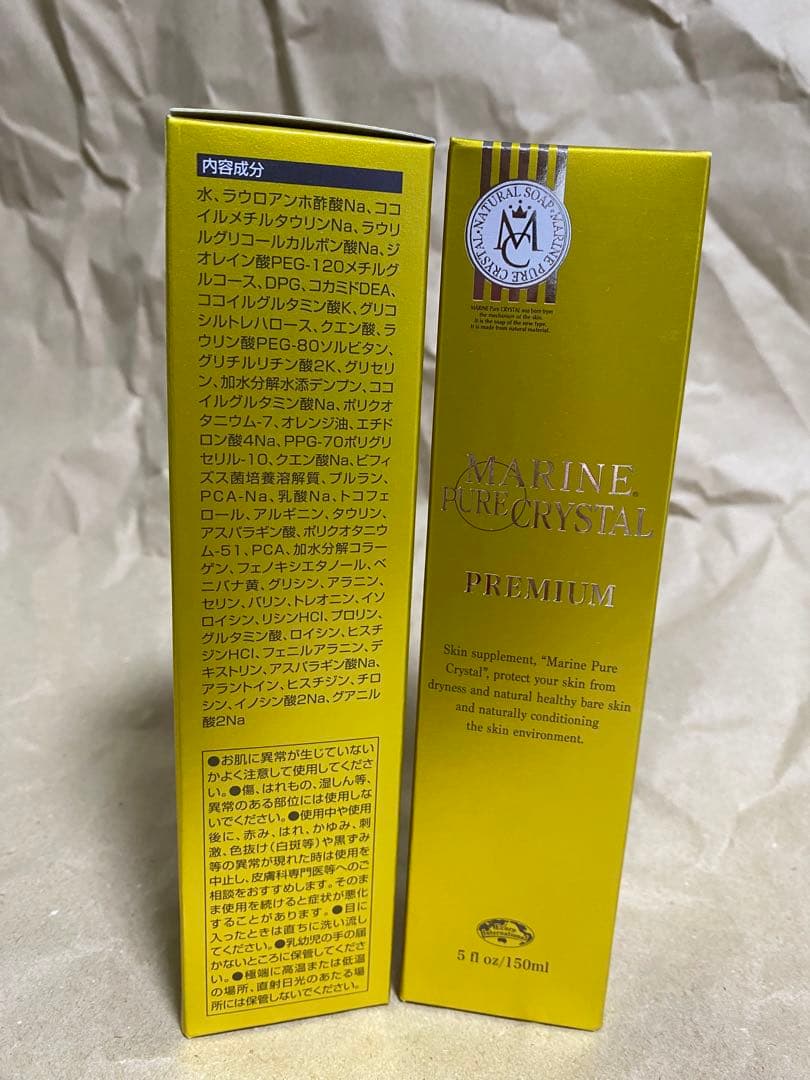 内容成分
水、ラウロアンホ酢酸Na、ココ
イルメチルタウリンNa、ラウリ
ルグリコールカルボン酸Na、ジ
オレイン酸PEG-120メチルグ
ルコース、DPG、コカミドDEA、
ココイルグルタミン酸K、グリコ
シルトレハロース、クエン酸、ラ
ウリン酸PEG-80ソルビタン、
グリチルリチン酸2K、グリセリ
ン、加水分解水添デンプン、ココ
イルグルタミン酸Na、ポリクオ
タニウム-7、オレンジ油、エチド
ロン酸4Na、PPG-70ポリグリ
セリル-10、クエン酸Na、ビフィ
ズス菌培養溶解質、プルラン、
PCA-Na、乳酸Na、トコフェ
ロール、アルギニン、タウリン、
アスパラギン酸、ポリクオタニウ
ム-51、PCA、加水分解コラー
ゲン、フェノキシエタノール、ベ
ニバナ黄、グリシン、アラニン、
セリン、バリン、トレオニン、イソ
ロイシン、リシンHCl、プロリン、
グルタミン酸、ロイシン、ヒスチ
ジンHCl、フェニルアラニン、デ
キストリン、アスパラギン酸Na、
アラントイン、ヒスチジン、チロ
シン、イノシン酸2Na、グアニル
酸2Na
●お肌に異常が生じていない
かよく注意して使用してくださ
い。●傷、はれもの、湿しん等、
異常のある部位には使用しな
いでください。●使用中や使用
後に、赤み、はれ、かゆみ、刺
激、色抜け(白斑等)や黒ずみ
等の異常が現れた時は使用を
中止し、皮膚科専門医等へのご
相談をおすすめします。そのま
ま使用を続けると症状が悪化
することがあります。●目に
入ったときは直ちに洗い流し
てください。●乳幼児の手の届
かないところに保管してくださ
い。●極端に高温または低温
の場所、直射日光のあたる場
所には保管しないでください。
NATURAL SOAP・MARINE PURE CRYSTAL・
MC
MARINE Pure CRYSTAL was born from
the mechanism of the skin.
It is the soap of the new type.
It is made from natural material.
MARINE®
PURE CRYSTAL
PREMIUM
Skin supplement, "Marine Pure
Crystal", protect your skin from
dryness and natural healthy bare skin
and naturally conditioning
the skin environment.
International
5 fl oz/150ml